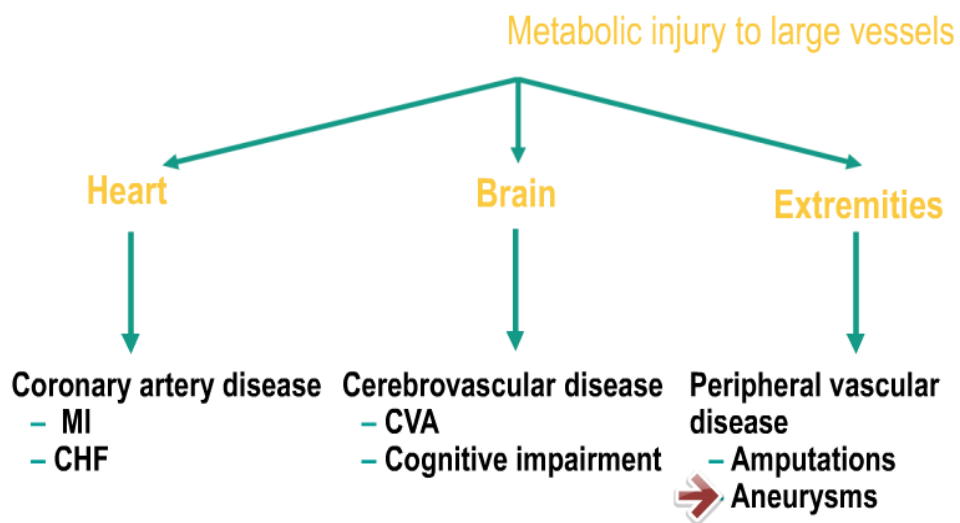 Metabolic injury to large vessels
Heart
Brain
Extremities
Coronary artery disease
– MI
– CHF
Cerebrovascular disease
– CVA
– Cognitive impairment
Peripheral vascular
disease
– Amputations
Aneurysms